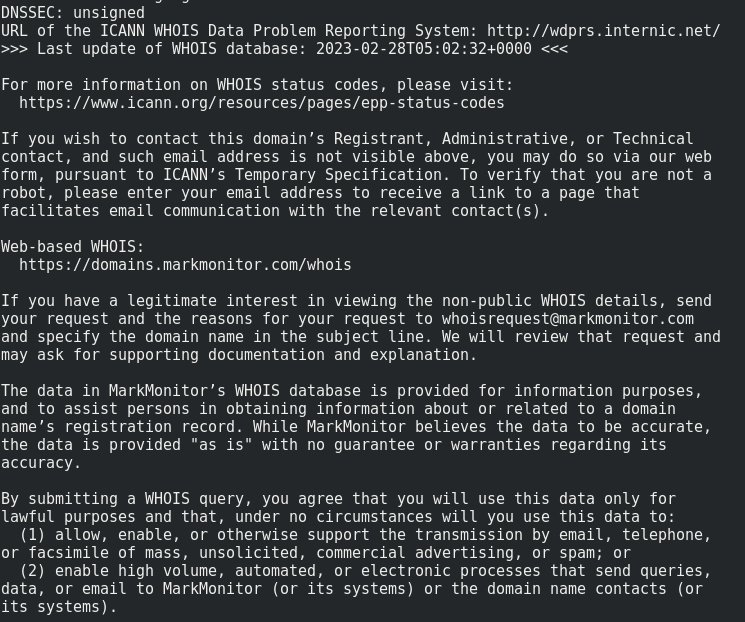 DNSSEC: unsigned
URL of the ICANN WHOIS Data Problem Reporting System: http://wdprs.internic.net/
>>> Last update of WHOIS database: 2023-02-28T05:02:32+0000 <<<
For more information on WHOIS status codes, please visit:
https://www.icann.org/resources/pages/epp-status-codes
If you wish to contact this domain’s Registrant, Administrative, or Technical
contact, and such email address is not visible above, you may do so via our web
form, pursuant to ICANN’s Temporary Specification. To verify that you are not a
robot, please enter your email address to receive a link to a page that
facilitates email communication with the relevant contact(s).
Web-based WHOIS:
https://domains.markmonitor.com/whois
If you have a legitimate interest in viewing the non-public WHOIS details, send
your request and the reasons for your request to whoisrequest@markmonitor.com
and specify the domain name in the subject line. We will review that request and
may ask for supporting documentation and explanation.
The data in MarkMonitor’s WHOIS database is provided for information purposes,
and to assist persons in obtaining information about or related to a domain
name’s registration record. While MarkMonitor believes the data to be accurate,
the data is provided "as is" with no guarantee or warranties regarding its
accuracy.
By submitting a WHOIS query, you agree that you will use this data only for
lawful purposes and that, under no circumstances will you use this data to:
(1) allow, enable, or otherwise support the transmission by email, telephone,
or facsimile of mass, unsolicited, commercial advertising, or spam; or
(2) enable high volume, automated, or electronic processes that send queries,
data, or email to MarkMonitor (or its systems) or the domain name contacts (or
its systems).